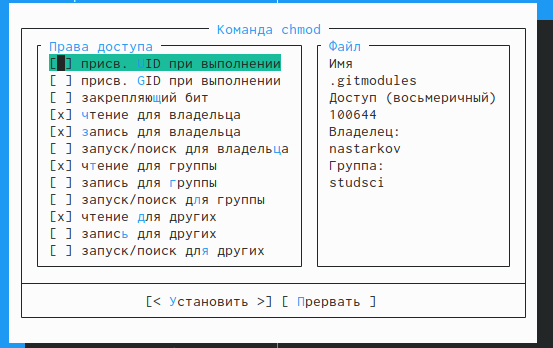 Команда chmod
Права доступа
[ ] присв. UID при выполнении
[ ] присв. GID при выполнении
[ ] закрепляющий бит
[x] чтение для владельца
[x] запись для владельца
[ ] запуск/поиск для владельца
[x] чтение для группы
[ ] запись для группы
[ ] запуск/поиск для группы
[x] чтение для других
[ ] запись для других
[ ] запуск/поиск для других
Файл
Имя
.gitmodules
Доступ (восьмеричный)
100644
Владелец:
nastarkov
Группа:
studsci
[< Установить >] [ Прервать ]